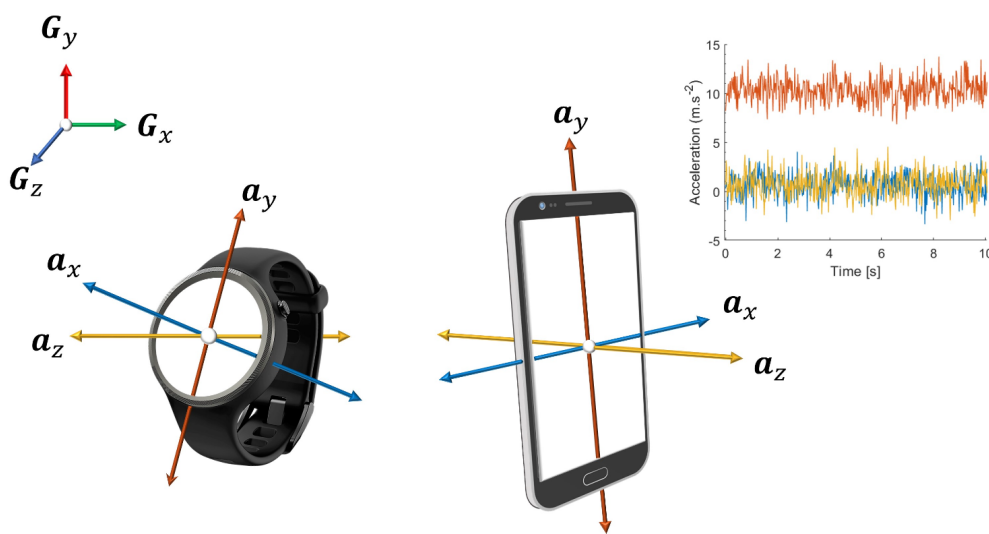 G_y
G_x
G_z
a_y
a_x
a_z
a_y
a_x
a_z
15
10
5
0
-5
Acceleration (m.s^-2)
0
2
4
6
8
10
Time [s]